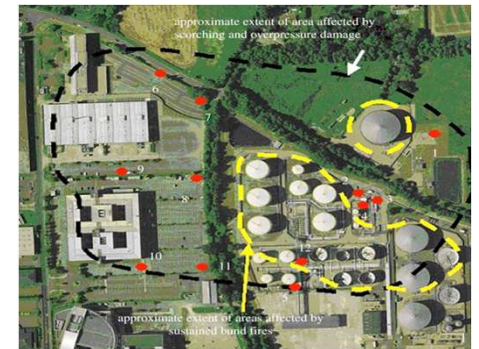 approximate extent of area affected by
scorching and overpressure damage
6
7
9
8
10
11
5
approximate extent of areas affected by
sustained bund fires